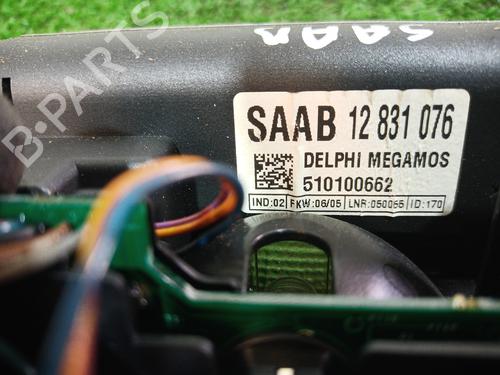 SAAB
B-PARTS
SAAB 12 831 076
DELPHI MEGAMOS
510100662
IND:02 FKW:06/05 LNR:050055 ID:170